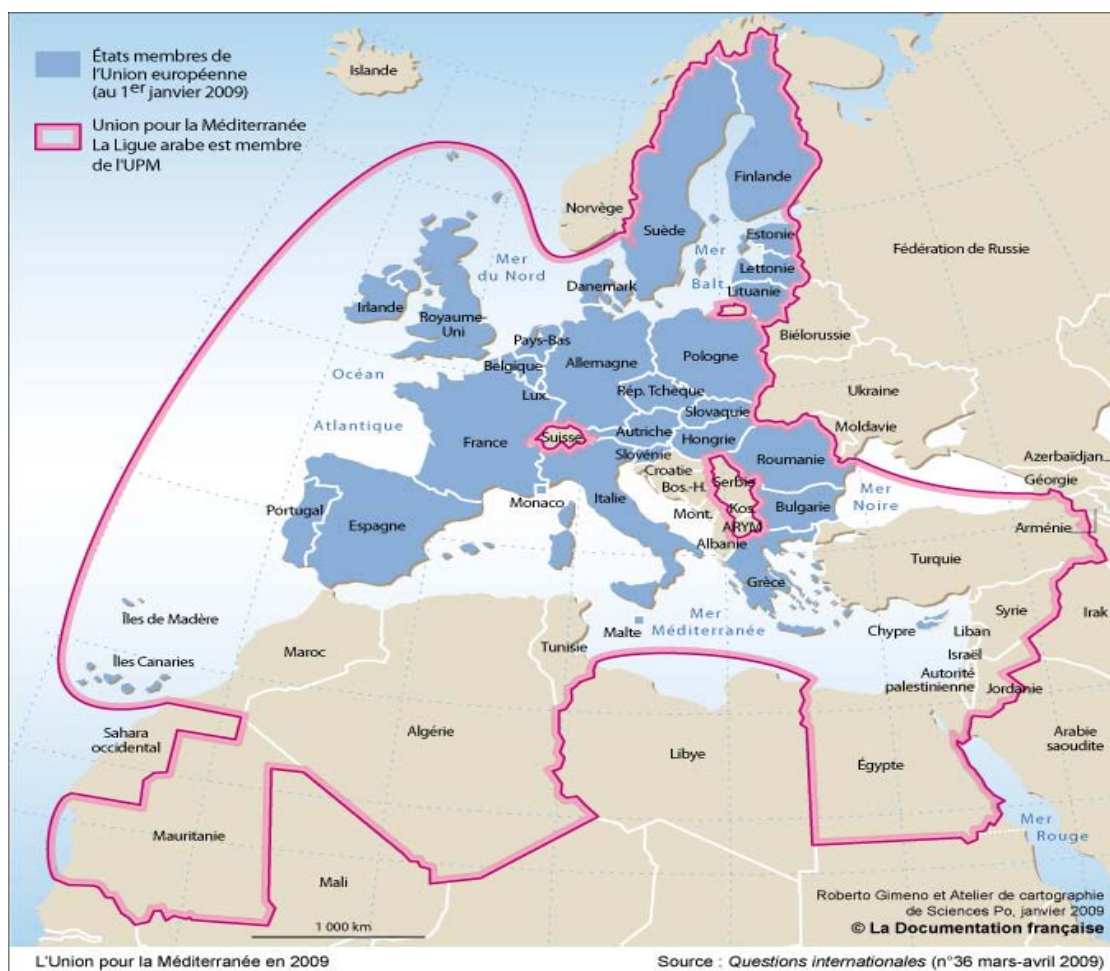 États membres de
l'Union européenne
(au 1er janvier 2009)
Union pour la Méditerranée
La Ligue arabe est membre
de l'UPM
Islande
Norvège
Suède
Finlande
Estonie
Lettonie
Lituanie
Fédération de Russie
Mer
du Nord
Mer
Balt
Danemark
Irlande
Royaume-
Uni
Pays-Bas
Belgique
Lux.
Allemagne
Pologne
Biélorussie
Ukraine
Moldavie
Rép. Tchèque
Slovaquie
Autriche
Hongrie
Roumanie
Océan
Atlantique
France
Suisse
Slovénie
Croatie
Bos.-H.
Serbie
Mont.
Kos.
ARYM
Bulgarie
Albanie
Grèce
Monaco
Italie
Portugal
Espagne
Azerbaïdjan
Géorgie
Arménie
Mer
Noire
Turquie
Mer
Méditerranée
Malte
Chypre
Syrie
Irak
Liban
Israël
Autorité
palestinienne
Jordanie
Arabie
saoudite
Îles de Madère
Îles Canaries
Maroc
Tunisie
Algérie
Libye
Égypte
Sahara
occidental
Mauritanie
Mali
Mer
Rouge
1 000 km
Roberto Gimeno et Atelier de cartographie
de Sciences Po, janvier 2009
© La Documentation française
L'Union pour la Méditerranée en 2009
Source : Questions internationales (n°36 mars-avril 2009)